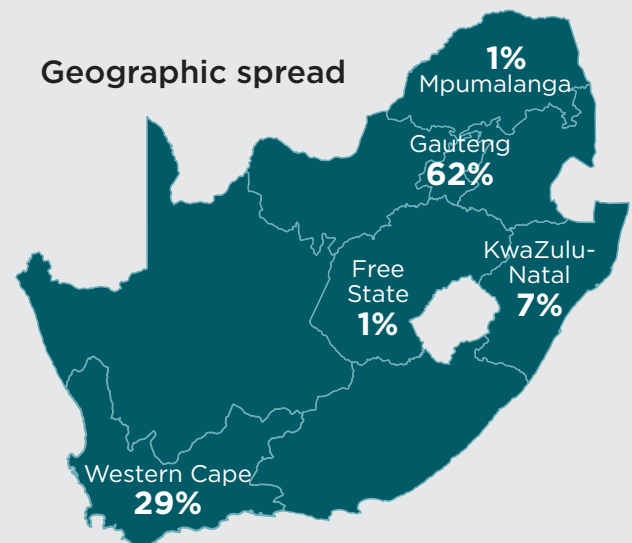 Geographic spread
1%
Mpumalanga
Gauteng
62%
KwaZulu-
Natal
7%
Free
State
1%
Western Cape
29%